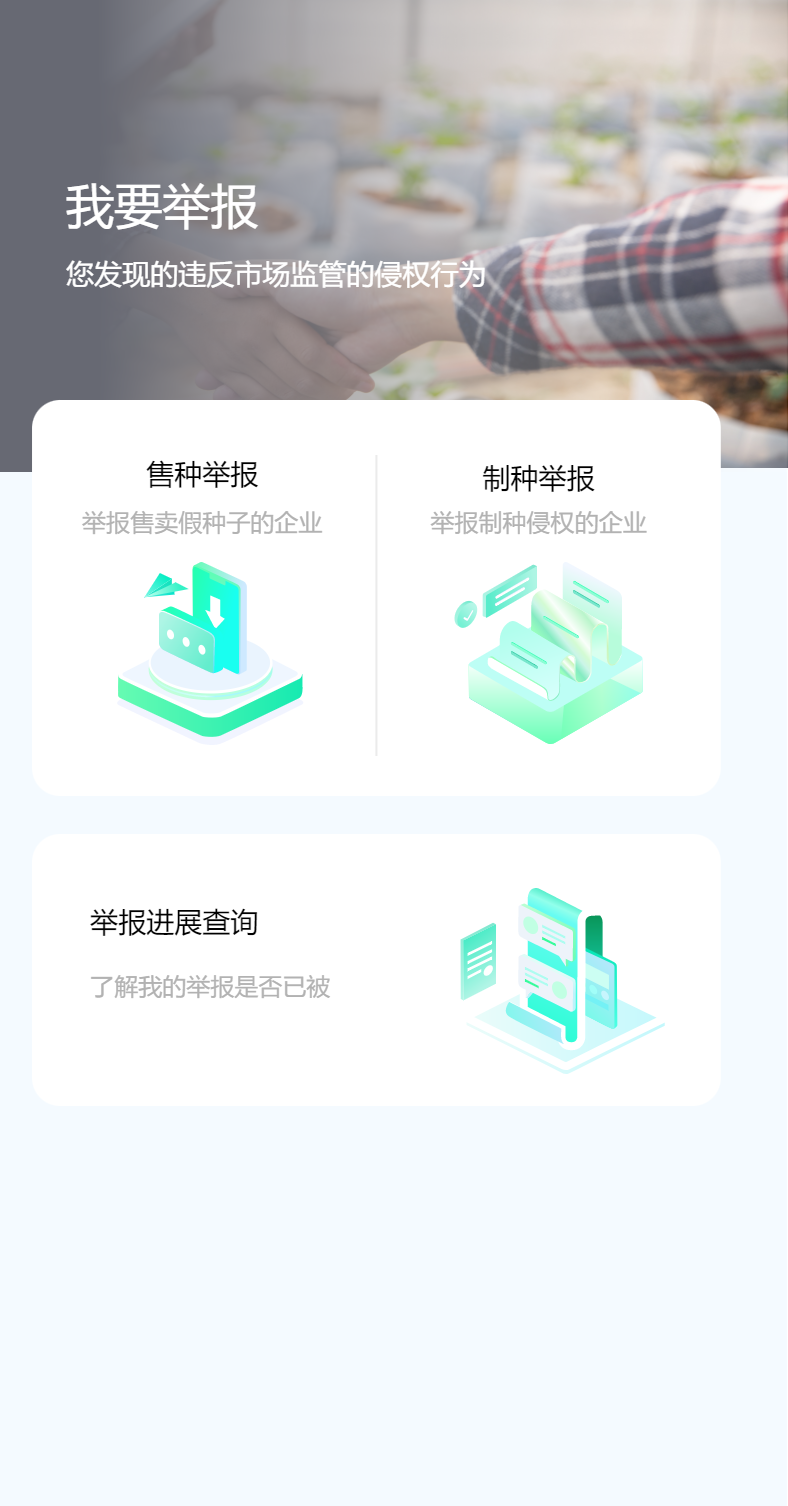 我要举报
您发现的违反市场监管的侵权行为
售种举报
举报售卖假种子的企业
制种举报
举报制种侵权的企业
举报进展查询
了解我的举报是否已被